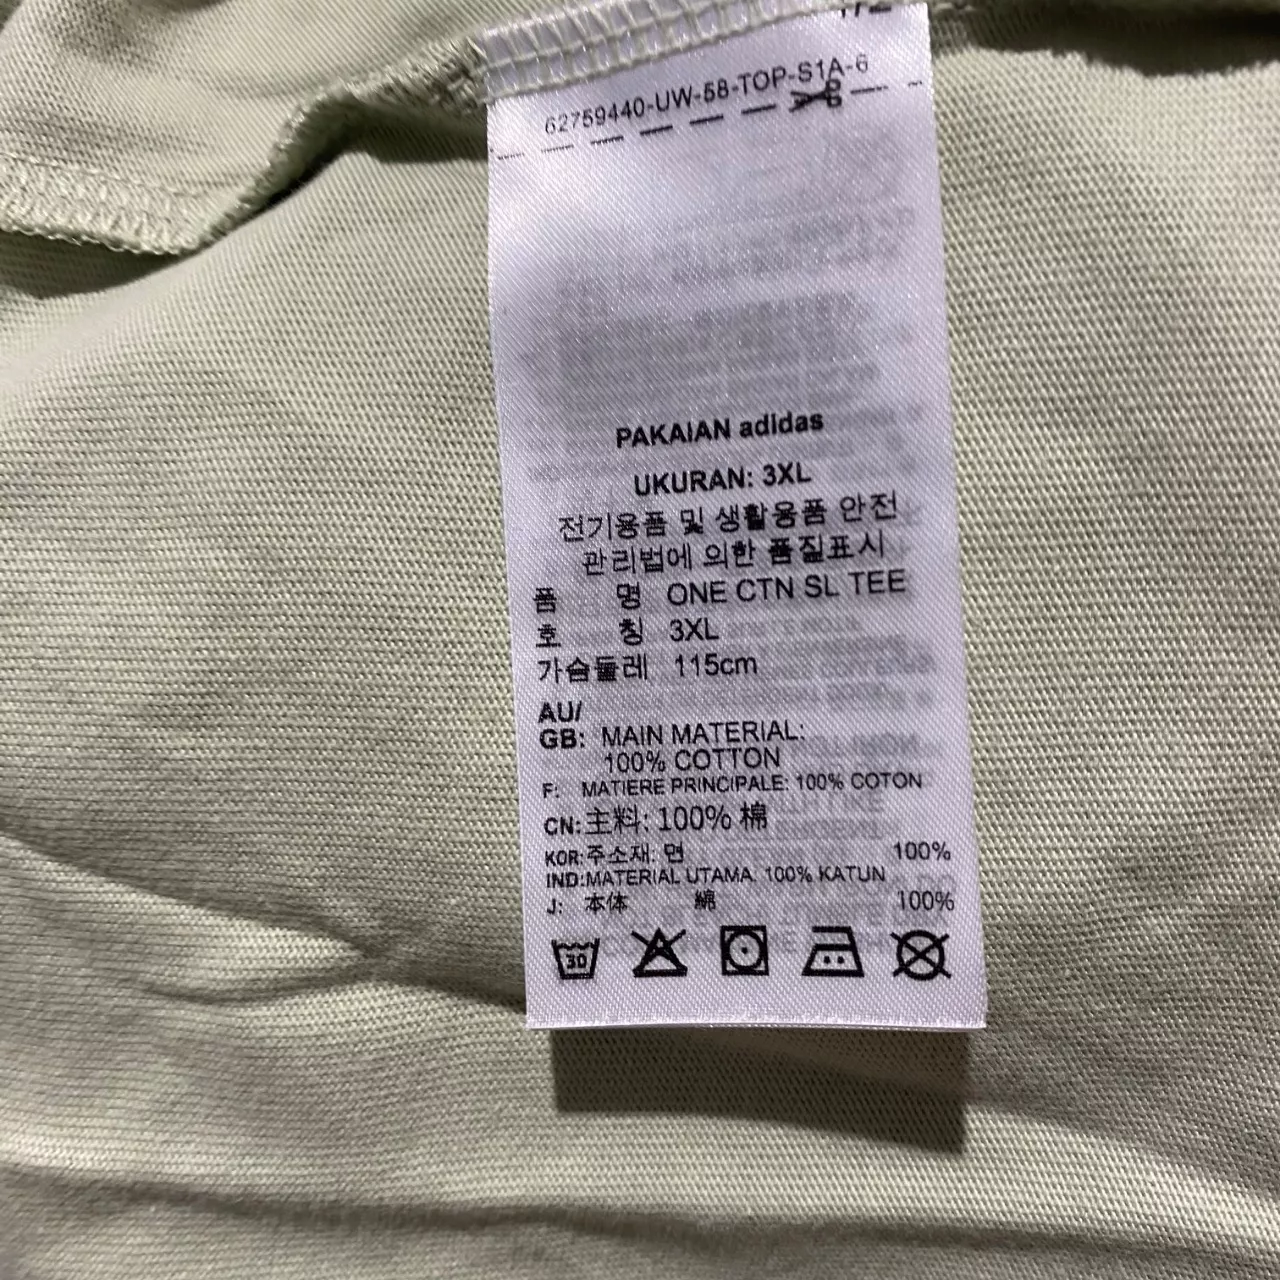 62759440-UW-58-TOP-S1A-6
PAKAIAN adidas
UKURAN: 3XL
전기용품 및 생활용품 안전
관리법에 의한 품질표시
품 명 ONE CTN SL TEE
호 칭 3XL
가슴둘레 115cm
AU/
GB: MAIN MATERIAL:
100% COTTON
F: MATIERE PRINCIPALE: 100% COTON
CN: 主料: 100% 棉
KOR: 주소재: 면 100%
IND: MATERIAL UTAMA: 100% KATUN
J: 本体 綿 100%
30